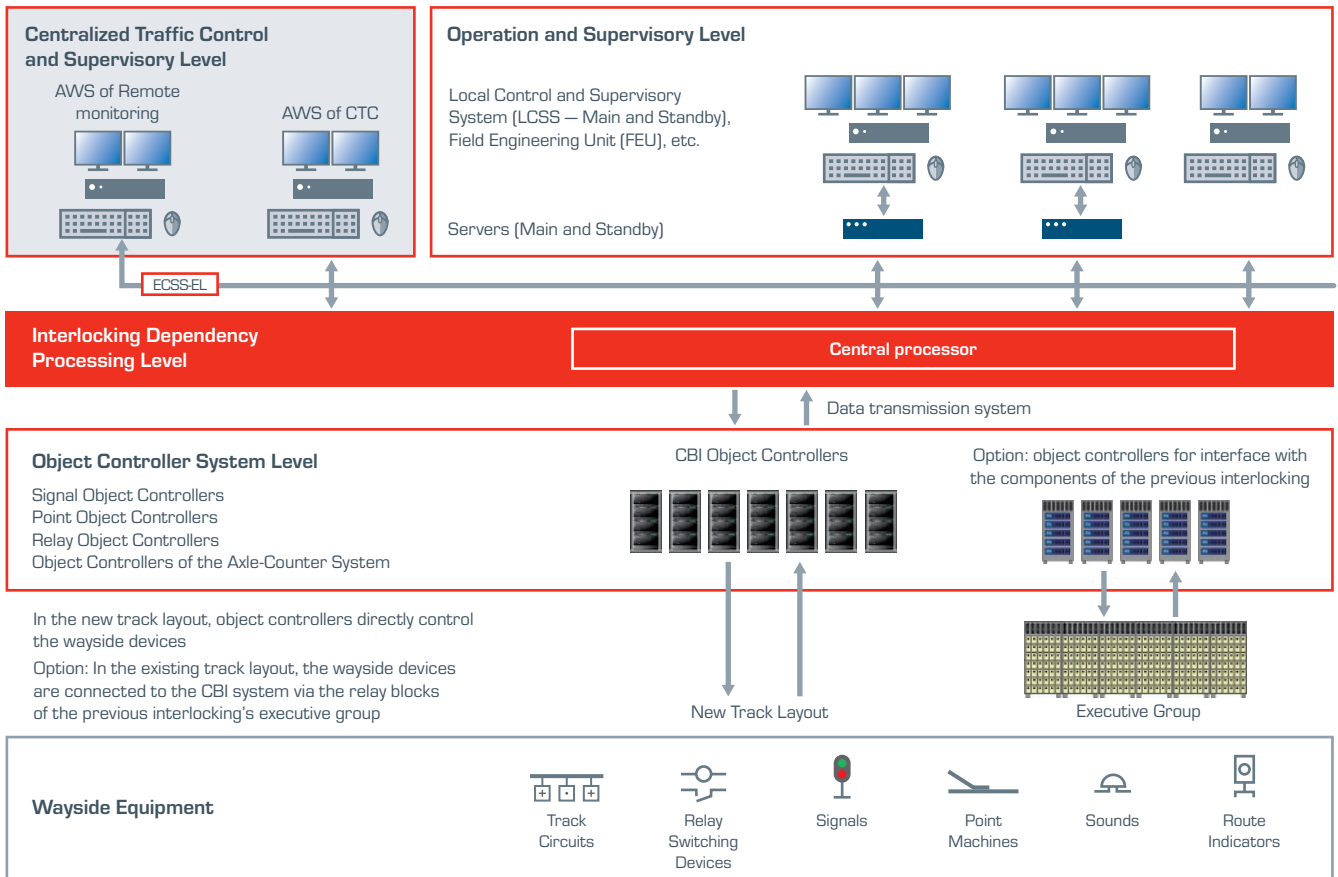 Centralized Traffic Control
and Supervisory Level
AWS of Remote
monitoring
AWS of CTC
Operation and Supervisory Level
Local Control and Supervisory
System (LCSS — Main and Standby),
Field Engineering Unit (FEU), etc.
Servers (Main and Standby)
ECSS-EL
Interlocking Dependency
Processing Level
Central processor
Data transmission system
Object Controller System Level
Signal Object Controllers
Point Object Controllers
Relay Object Controllers
Object Controllers of the Axle-Counter System
CBI Object Controllers
Option: object controllers for interface with
the components of the previous interlocking
In the new track layout, object controllers directly control
the wayside devices
Option: In the existing track layout, the wayside devices
are connected to the CBI system via the relay blocks
of the previous interlocking's executive group
New Track Layout
Executive Group
Wayside Equipment
Track
Circuits
Relay
Switching
Devices
Signals
Point
Machines
Sounds
Route
Indicators